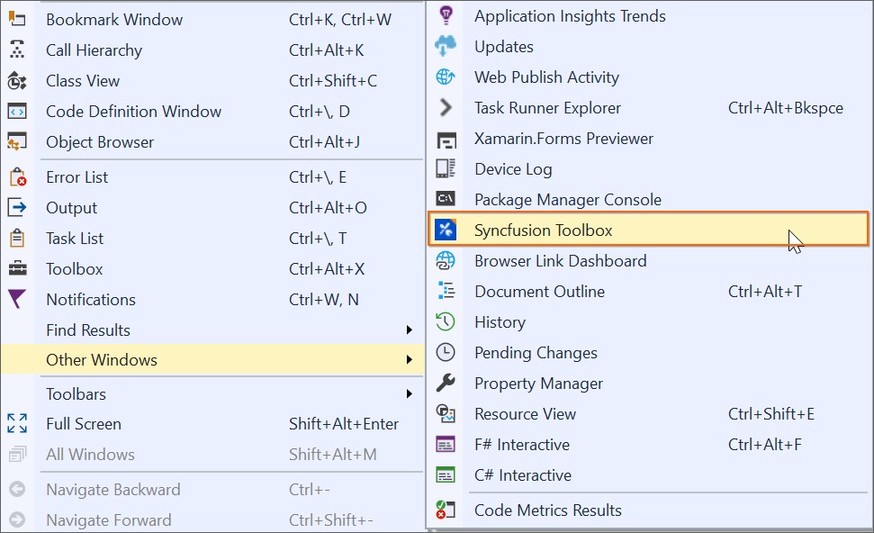 Bookmark Window Ctrl+K, Ctrl+W
Call Hierarchy Ctrl+Alt+K
Class View Ctrl+Shift+C
Code Definition Window Ctrl+\, D
Object Browser Ctrl+Alt+J
Error List Ctrl+\, E
Output Ctrl+Alt+O
Task List Ctrl+\, T
Toolbox Ctrl+Alt+X
Notifications Ctrl+W, N
Find Results
Other Windows
Toolbars
Full Screen Shift+Alt+Enter
All Windows Shift+Alt+M
Navigate Backward Ctrl+-
Navigate Forward Ctrl+Shift+-
Application Insights Trends
Updates
Web Publish Activity
Task Runner Explorer Ctrl+Alt+Bkspce
Xamarin.Forms Previewer
Device Log
C:\ Package Manager Console
Syncfusion Toolbox
Browser Link Dashboard
Document Outline Ctrl+Alt+T
History
Pending Changes
Property Manager
Resource View Ctrl+Shift+E
F# Interactive Ctrl+Alt+F
C# Interactive
Code Metrics Results